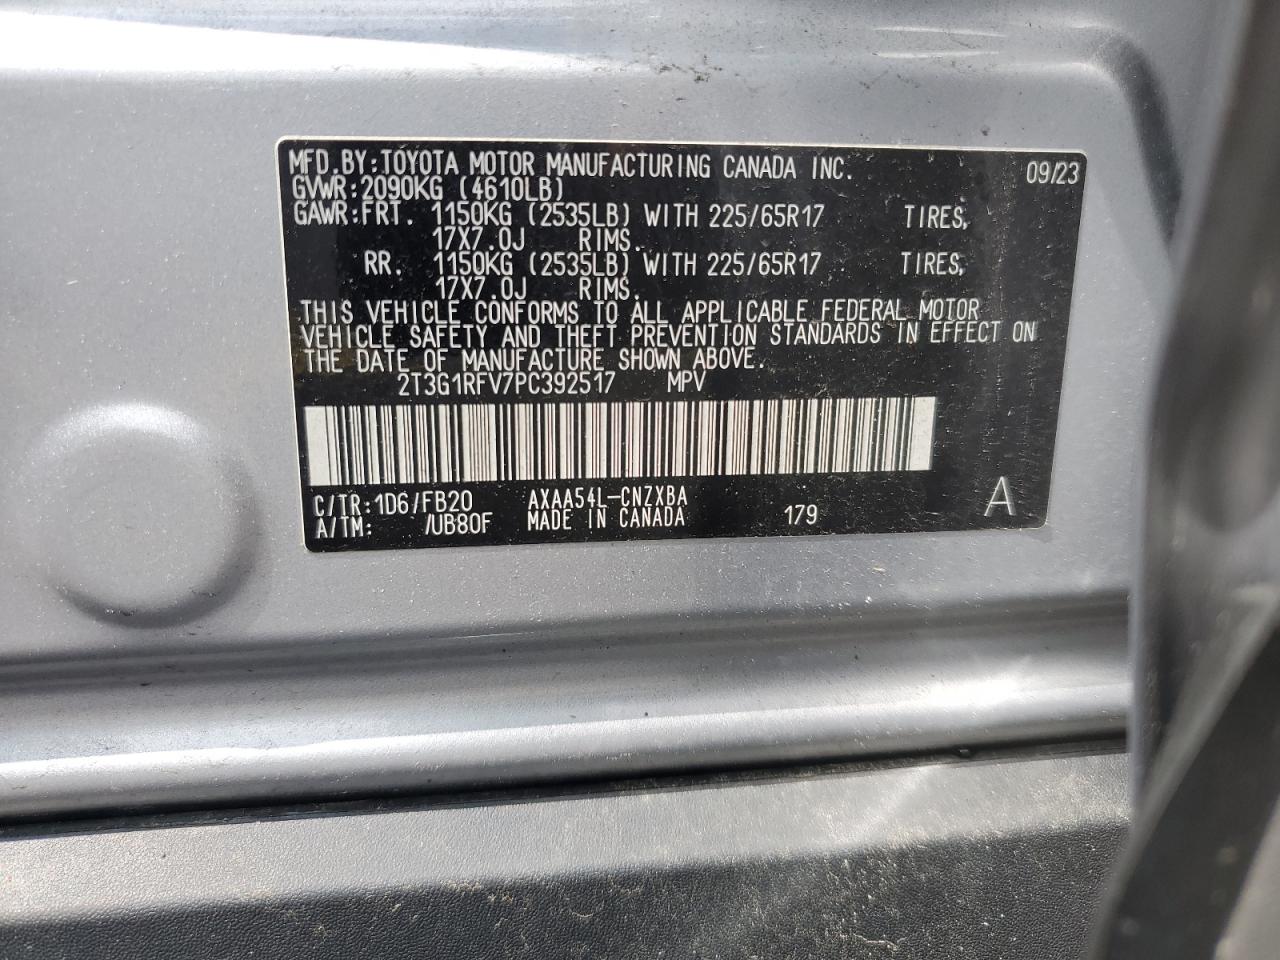 MFD.BY:TOYOTA MOTOR MANUFACTURING CANADA INC. 09/23
GVWR:2090KG (4610LB)
GAWR:FRT. 1150KG (2535LB) WITH 225/65R17 TIRES,
17X7.0J RIMS.
RR. 1150KG (2535LB) WITH 225/65R17 TIRES,
17X7.0J RIMS.
THIS VEHICLE CONFORMS TO ALL APPLICABLE FEDERAL MOTOR
VEHICLE SAFETY AND THEFT PREVENTION STANDARDS IN EFFECT ON
THE DATE OF MANUFACTURE SHOWN ABOVE.
2T3G1RFV7PC392517 MPV
C/TR:1D6/FB20 AXAA54L-CNZXBA
A/TM: /UB80F MADE IN CANADA 179 A